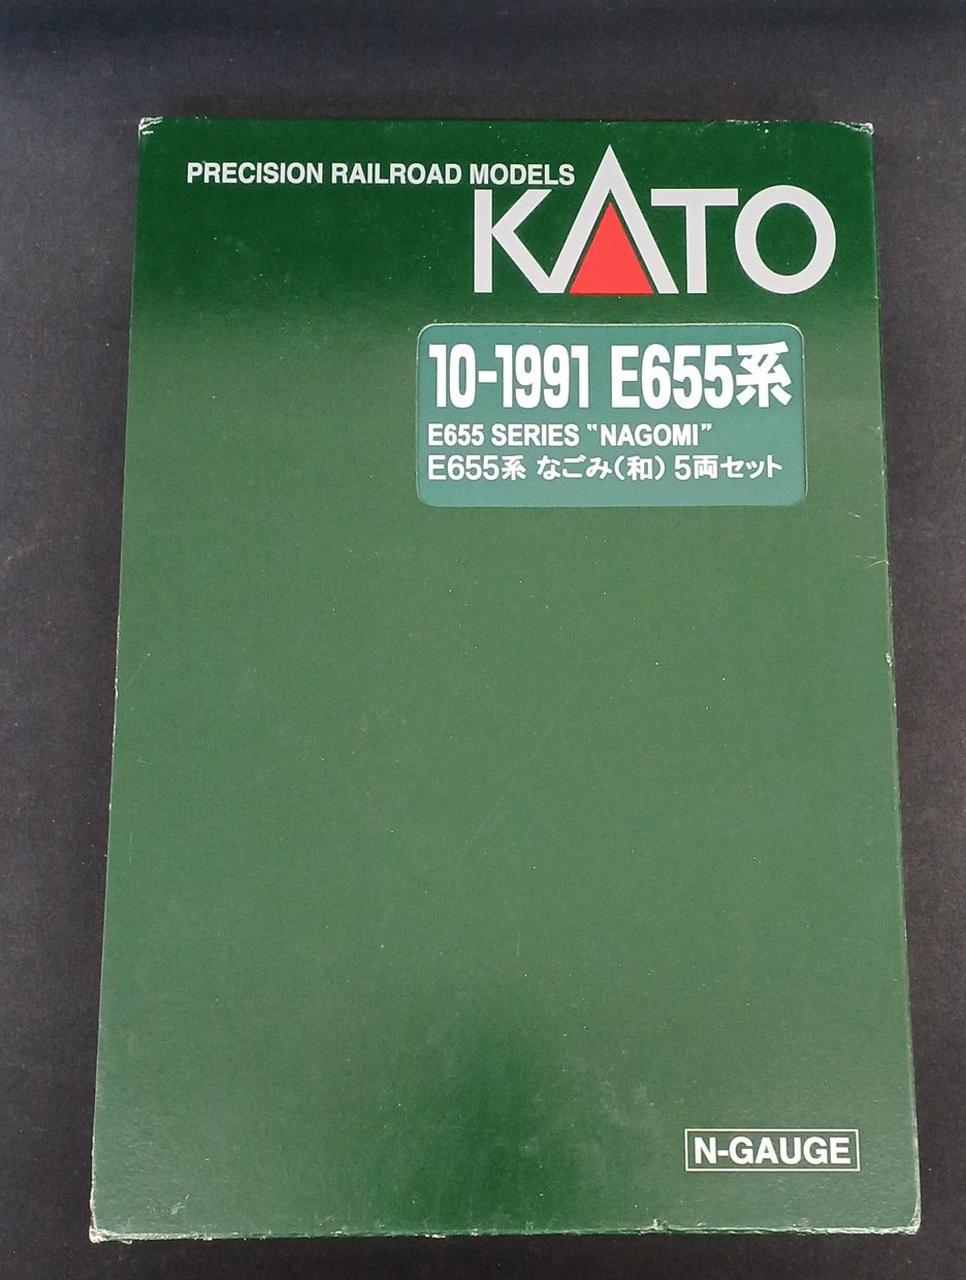 PRECISION RAILROAD MODELS
KATO
10-1991 E655系
E655 SERIES “NAGOMI”
E655系 なごみ(和) 5両セット
N-GAUGE